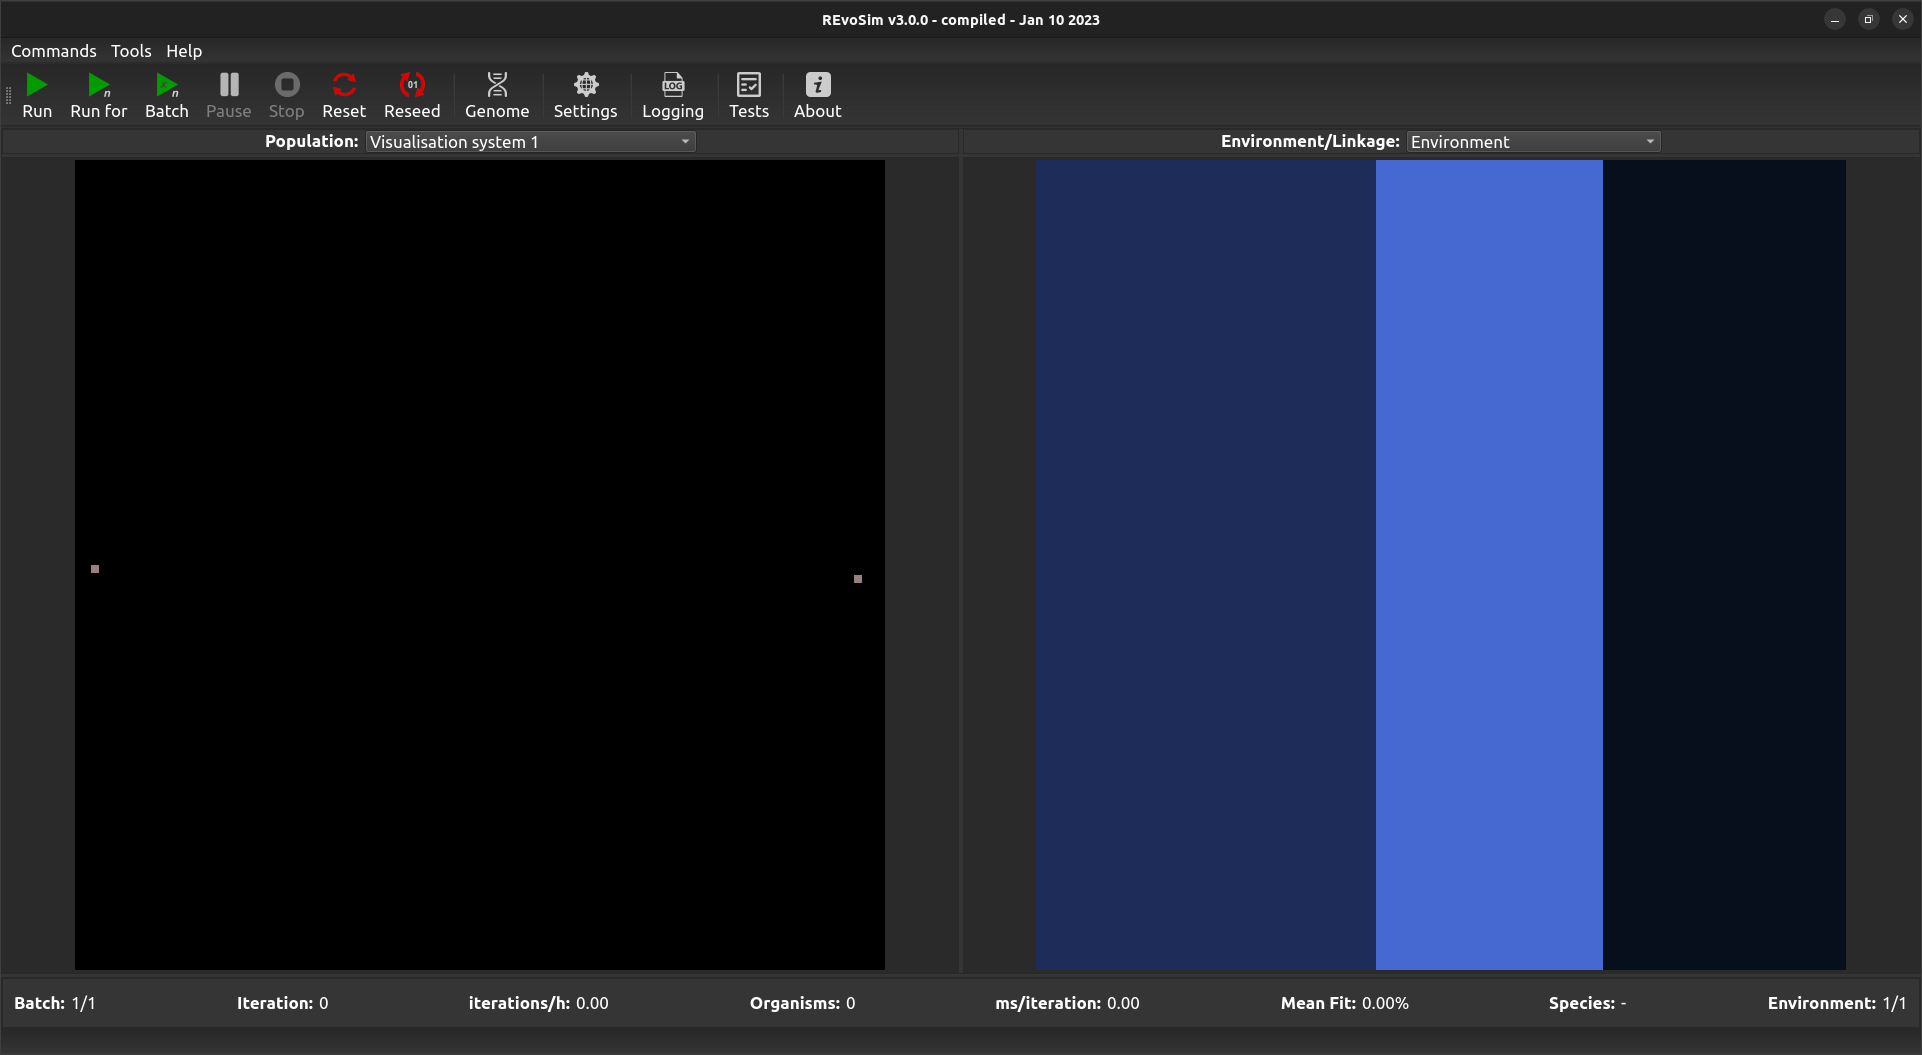 REvoSim v3.0.0 - compiled - Jan 10 2023
Commands Tools Help
n n 01 LOG i
Run Run for Batch Pause Stop Reset Reseed Genome Settings Logging Tests About
Population: Visualisation system 1 Environment/Linkage: Environment
Batch: 1/1 Iteration: 0 iterations/h: 0.00 Organisms: 0 ms/iteration: 0.00 Mean Fit: 0.00% Species: - Environment: 1/1